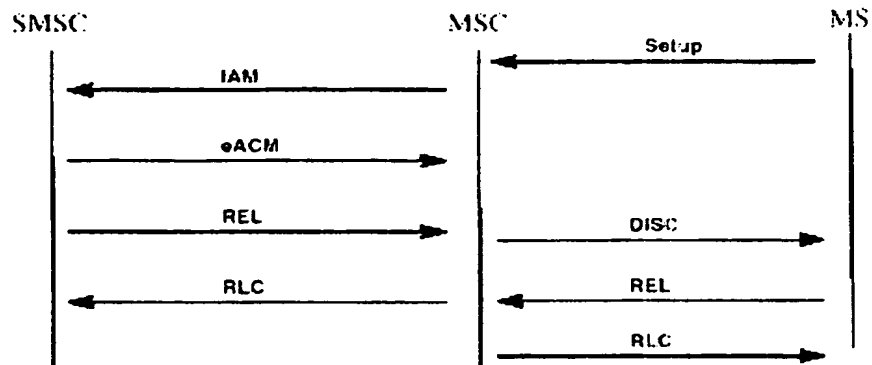 SMSC MSC MS
Setup
IAM
eACM
REL
DISC
RLC
REL
RLC